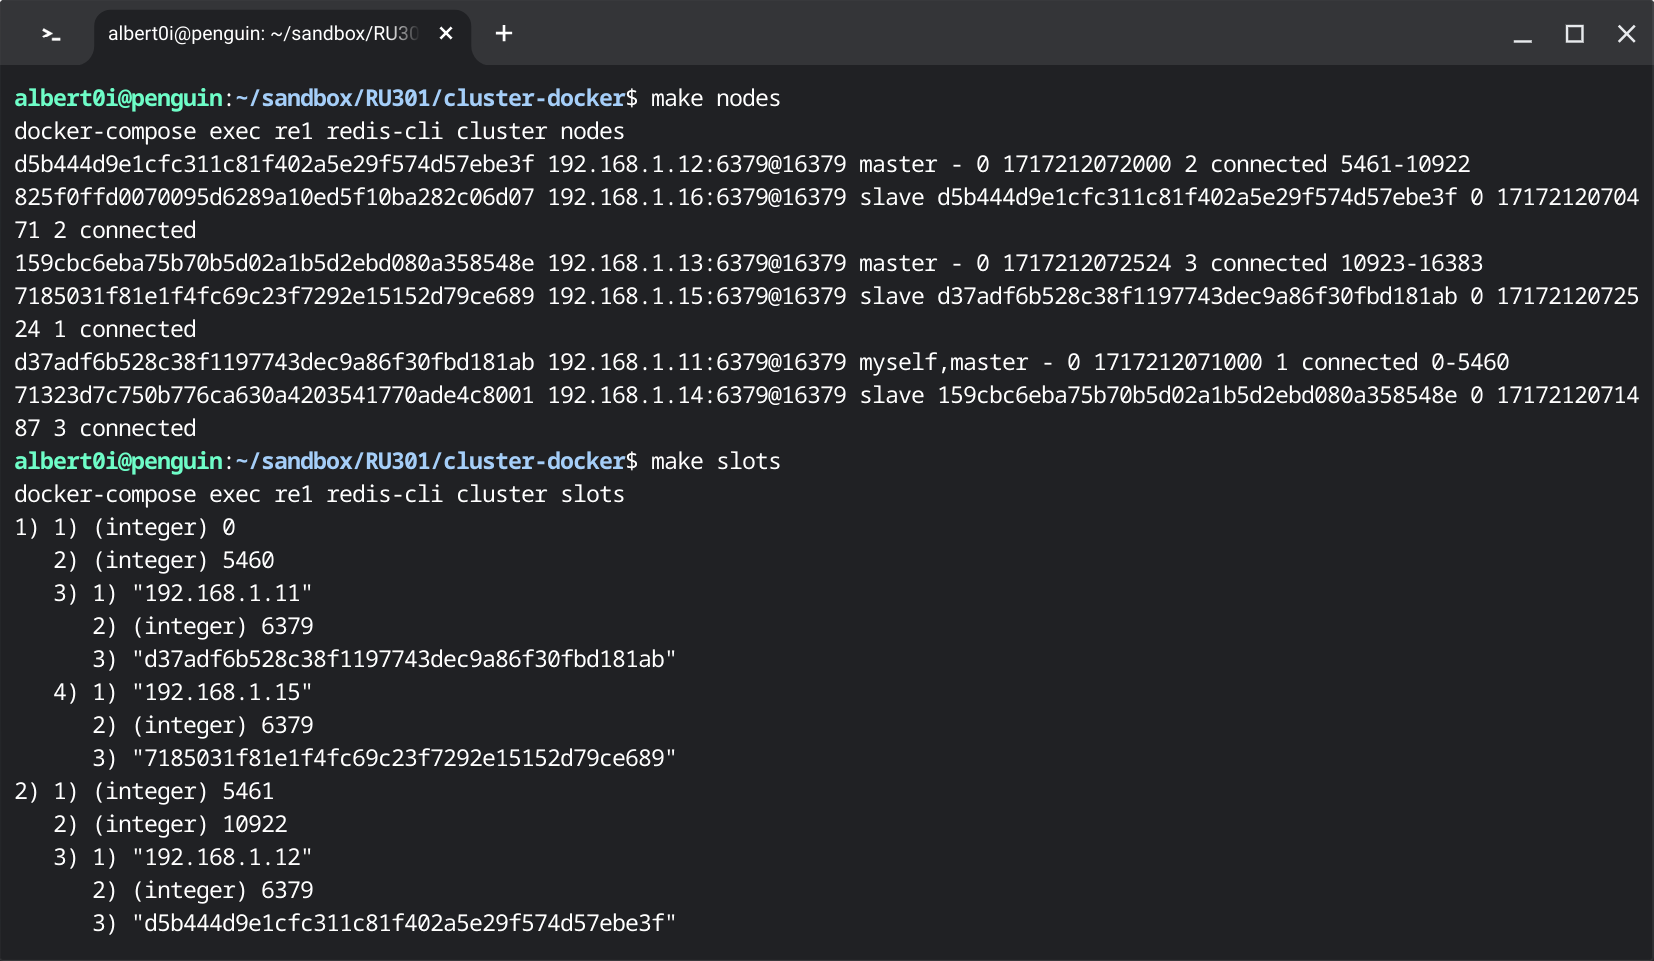 albert0i@penguin: ~/sandbox/RU30
albert0i@penguin:~/sandbox/RU301/cluster-docker$ make nodes
docker-compose exec re1 redis-cli cluster nodes
d5b444d9e1cfc311c81f402a5e29f574d57ebe3f 192.168.1.12:6379@16379 master - 0 1717212072000 2 connected 5461-10922
825f0ffd0070095d6289a10ed5f10ba282c06d07 192.168.1.16:6379@16379 slave d5b444d9e1cfc311c81f402a5e29f574d57ebe3f 0 17172120704
71 2 connected
159cbc6eba75b70b5d02a1b5d2ebd080a358548e 192.168.1.13:6379@16379 master - 0 1717212072524 3 connected 10923-16383
7185031f81e1f4fc69c23f7292e15152d79ce689 192.168.1.15:6379@16379 slave d37adf6b528c38f1197743dec9a86f30fbd181ab 0 17172120725
24 1 connected
d37adf6b528c38f1197743dec9a86f30fbd181ab 192.168.1.11:6379@16379 myself,master - 0 1717212071000 1 connected 0-5460
71323d7c750b776ca630a4203541770ade4c8001 192.168.1.14:6379@16379 slave 159cbc6eba75b70b5d02a1b5d2ebd080a358548e 0 17172120714
87 3 connected
albert0i@penguin:~/sandbox/RU301/cluster-docker$ make slots
docker-compose exec re1 redis-cli cluster slots
1) 1) (integer) 0
   2) (integer) 5460
   3) 1) "192.168.1.11"
      2) (integer) 6379
      3) "d37adf6b528c38f1197743dec9a86f30fbd181ab"
   4) 1) "192.168.1.15"
      2) (integer) 6379
      3) "7185031f81e1f4fc69c23f7292e15152d79ce689"
2) 1) (integer) 5461
   2) (integer) 10922
   3) 1) "192.168.1.12"
      2) (integer) 6379
      3) "d5b444d9e1cfc311c81f402a5e29f574d57ebe3f"